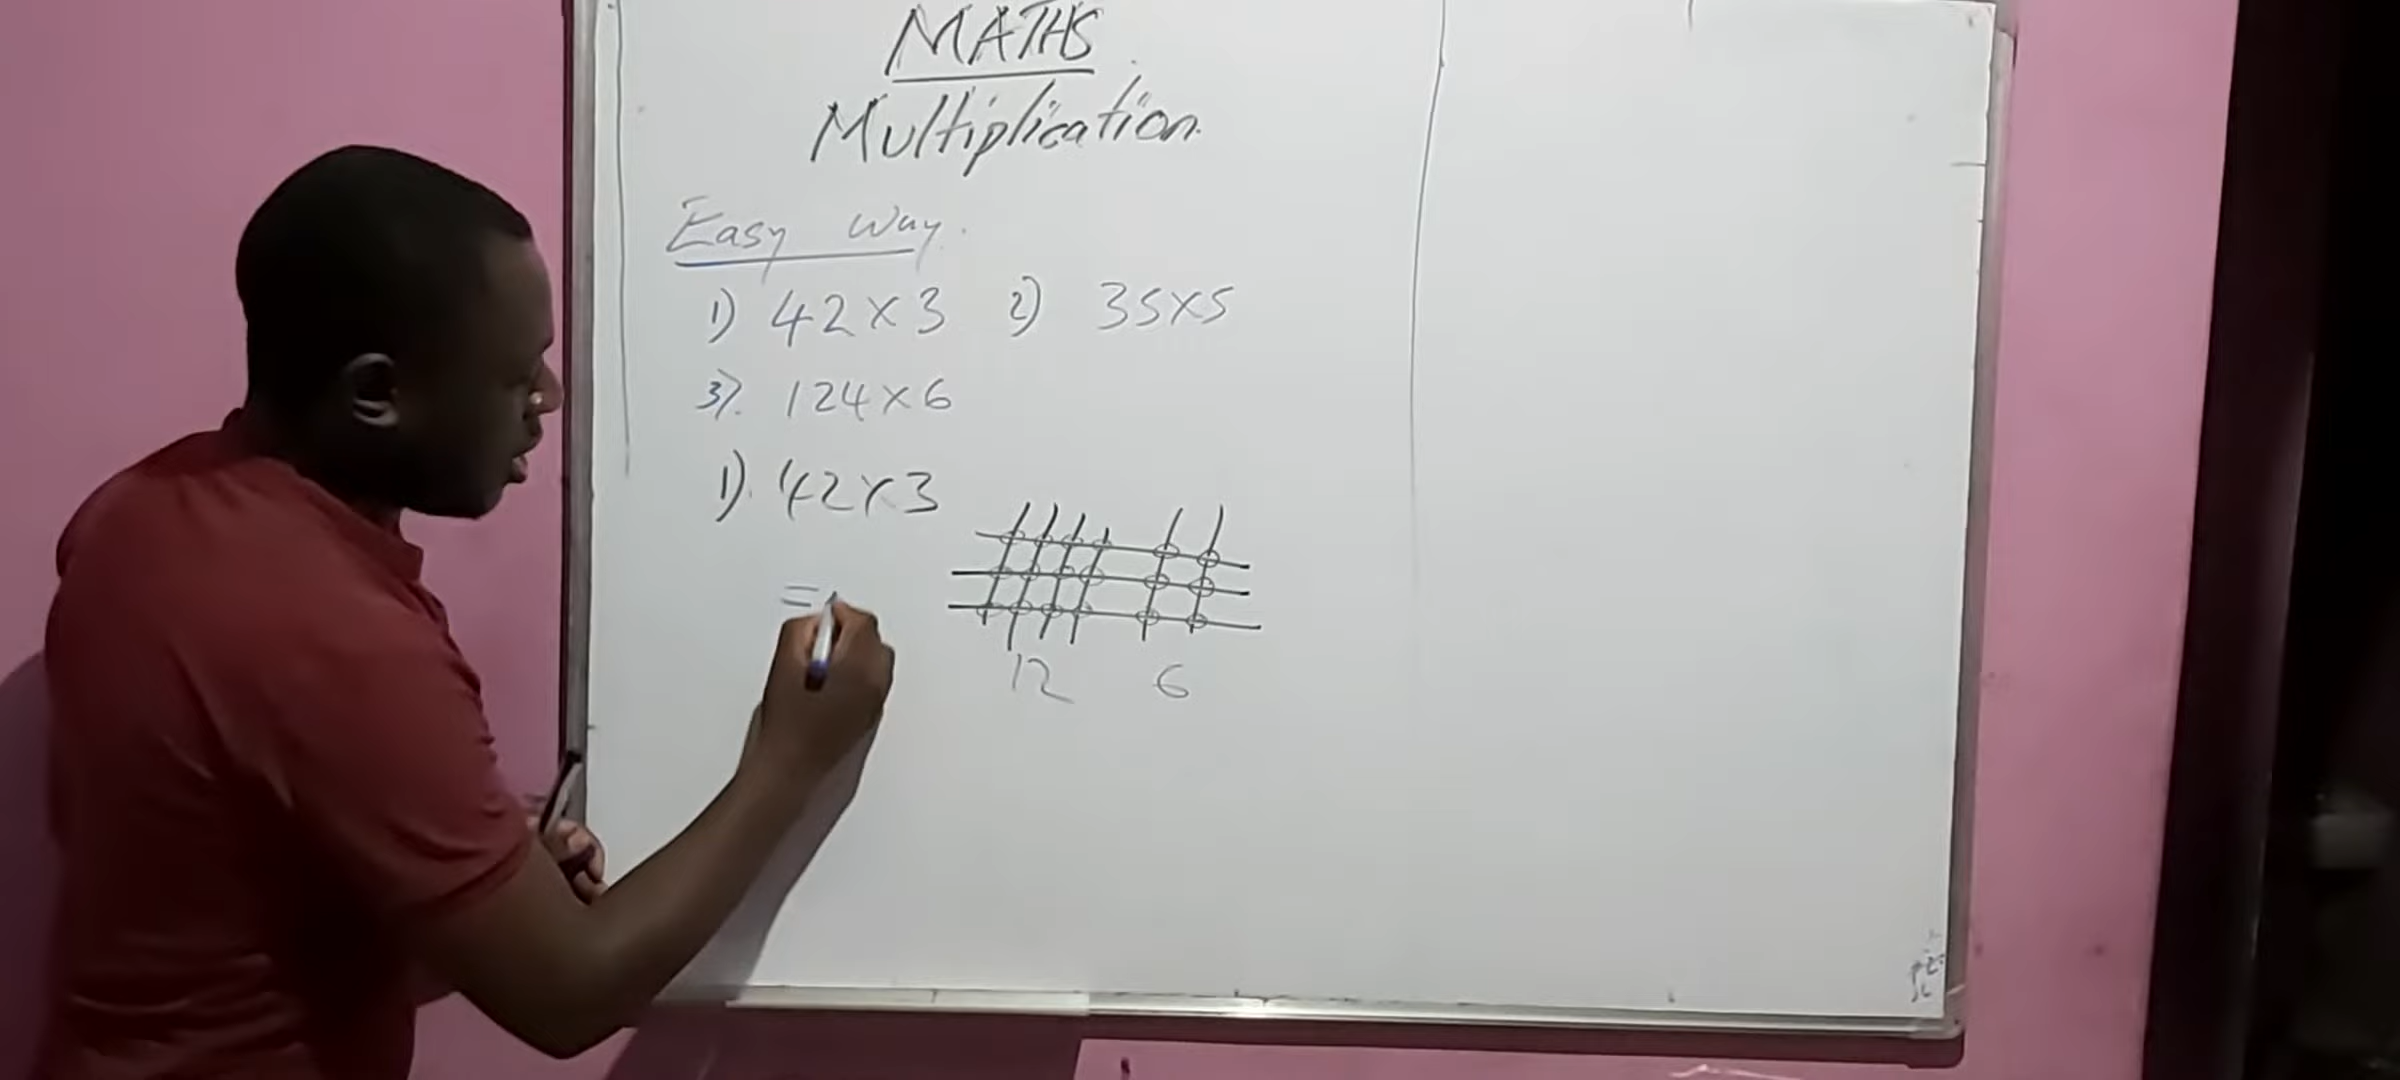 MATHS
Multiplication.
Easy way.
1) 42×3 2) 35×5
3). 124×6
1). 42×3
=
12 6